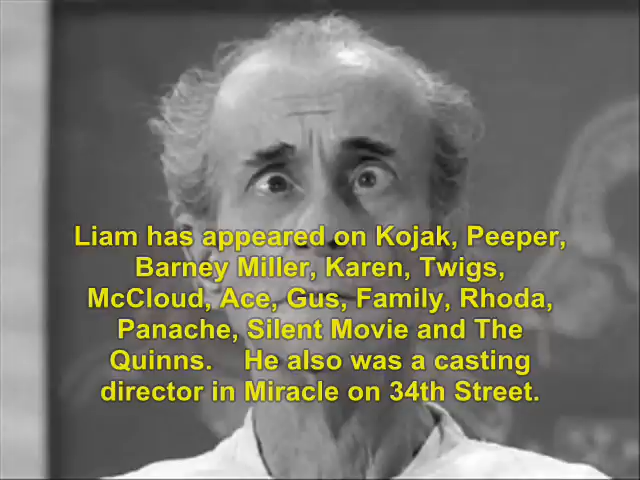 Liam has appeared on Kojak, Peeper,
Barney Miller, Karen, Twigs,
McCloud, Ace, Gus, Family, Rhoda,
Panache, Silent Movie and The
Quinns. He also was a casting
director in Miracle on 34th Street.